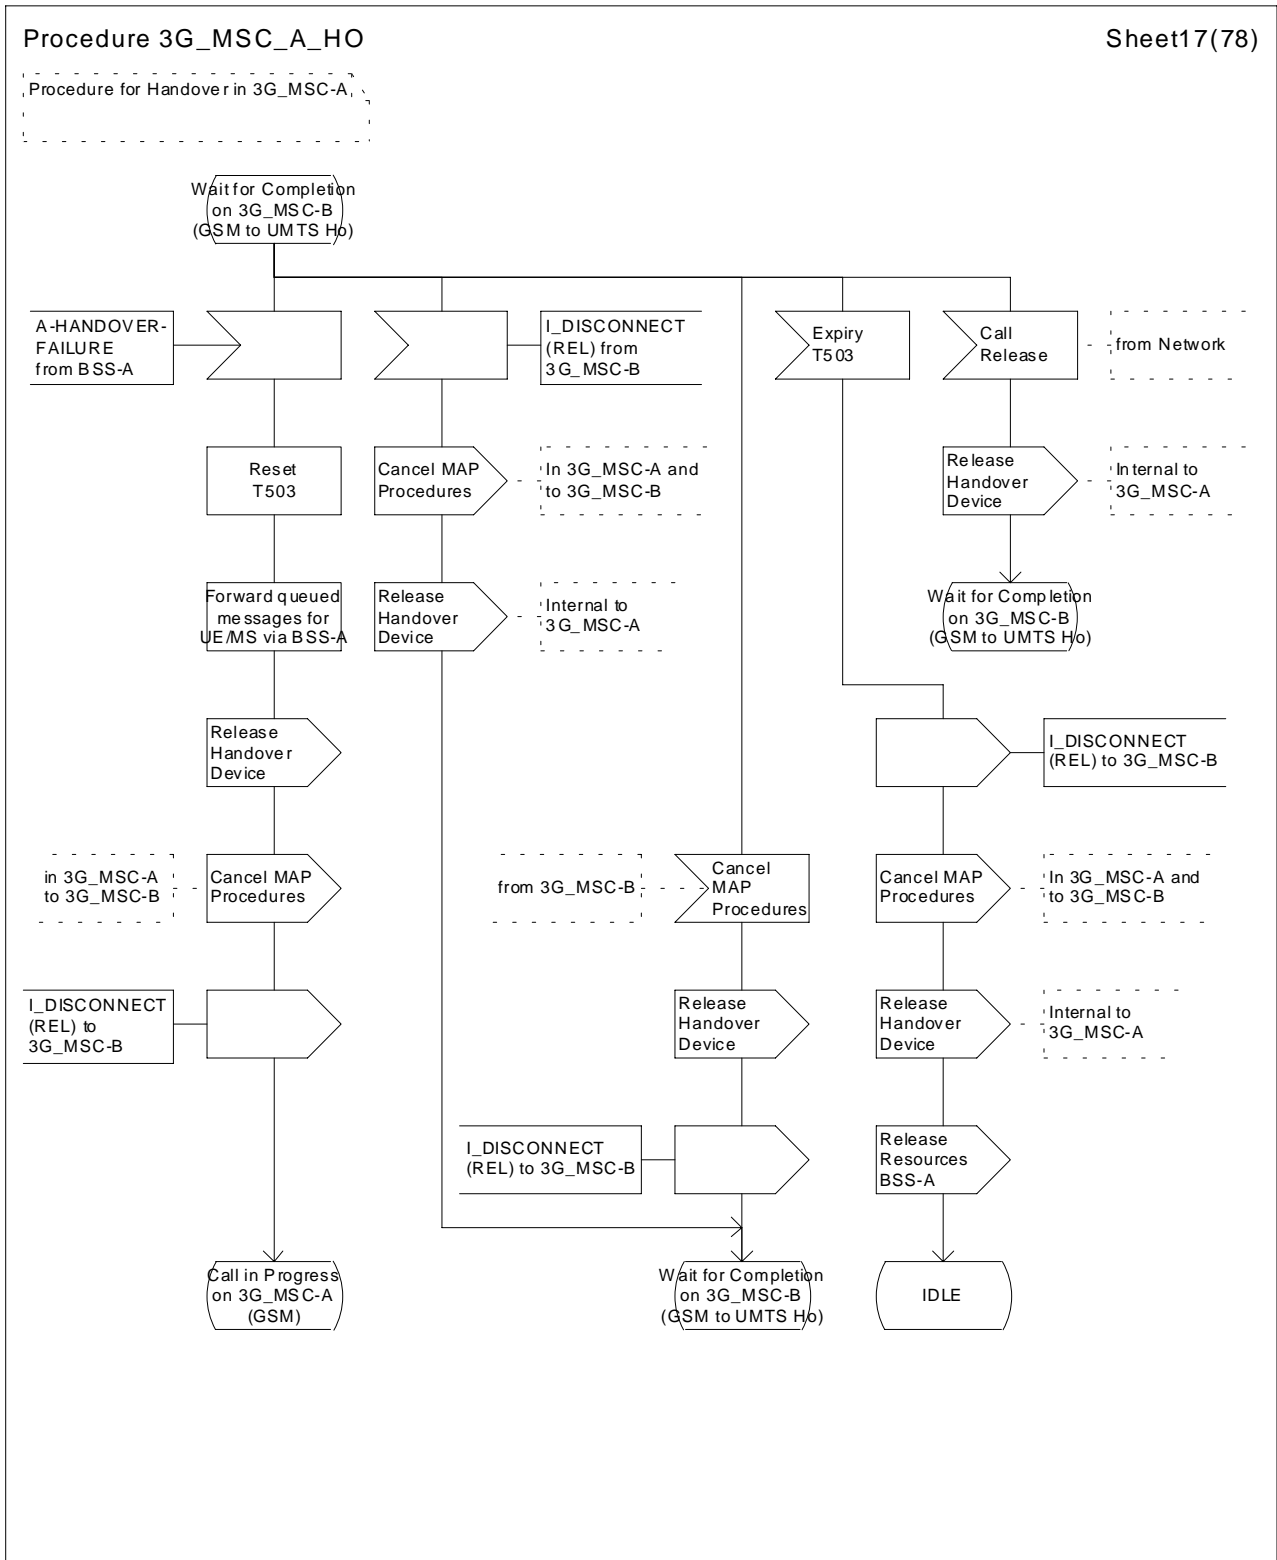 Procedure 3G_MSC_A_HO
Sheet17(78)
Procedure for Handover in 3G_MSC-A
Wait for Completion
on 3G_MSC-B
(GSM to UMTS Ho)
A-HANDOVER-
FAILURE
from BSS-A
I_DISCONNECT
(REL) from
3G_MSC-B
Expiry
T503
Call
Release
from Network
Reset
T503
Cancel MAP
Procedures
In 3G_MSC-A and
to 3G_MSC-B
Release
Handover
Device
Internal to
3G_MSC-A
Forward queued
messages for
UE/MS via BSS-A
Release
Handover
Device
Internal to
3G_MSC-A
Wait for Completion
on 3G_MSC-B
(GSM to UMTS Ho)
Release
Handover
Device
I_DISCONNECT
(REL) to 3G_MSC-B
in 3G_MSC-A
to 3G_MSC-B
Cancel MAP
Procedures
from 3G_MSC-B
Cancel
MAP
Procedures
Cancel MAP
Procedures
In 3G_MSC-A and
to 3G_MSC-B
I_DISCONNECT
(REL) to
3G_MSC-B
Release
Handover
Device
Release
Handover
Device
Internal to
3G_MSC-A
I_DISCONNECT
(REL) to 3G_MSC-B
Release
Resources
BSS-A
Call in Progress
on 3G_MSC-A
(GSM)
Wait for Completion
on 3G_MSC-B
(GSM to UMTS Ho)
IDLE